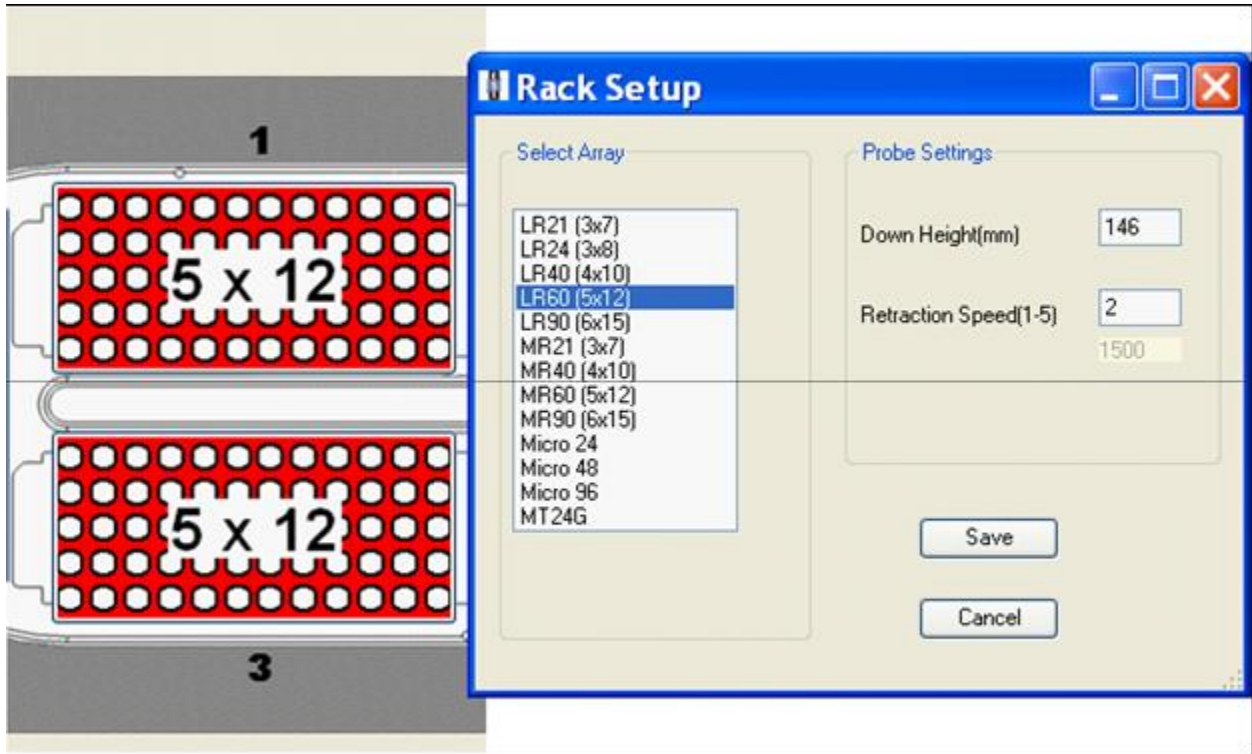 1
5 x 12
5 x 12
3
Rack Setup
Select Array
LR21 (3x7)
LR24 (3x8)
LR40 (4x10)
LR60 (5x12)
LR90 (6x15)
MR21 (3x7)
MR40 (4x10)
MR60 (5x12)
MR90 (6x15)
Micro 24
Micro 48
Micro 96
MT24G
Probe Settings
Down Height(mm) 146
Retraction Speed(1-5) 2
1500
Save
Cancel